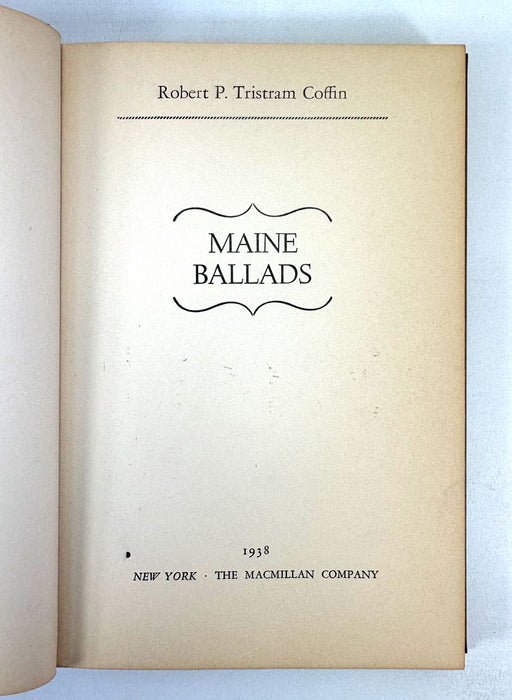 Robert P. Tristram Coffin
MAINE
BALLADS
1938
NEW YORK · THE MACMILLAN COMPANY